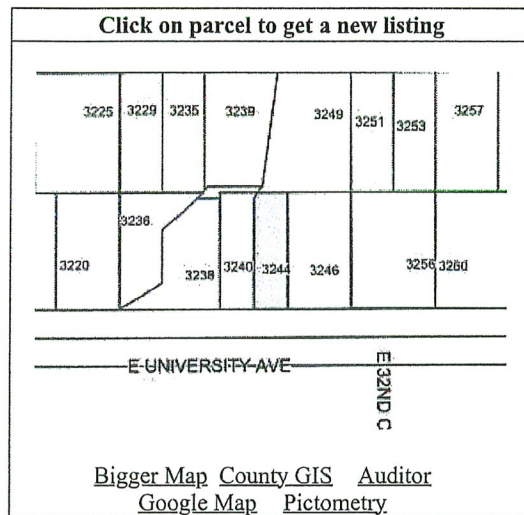 Click on parcel to get a new listing
3225 3229 3235 3239 3249 3251 3253 3257
3236
3220 3238 3240 3244 3246 3256 3260
E UNIVERSITY AVE
E 32ND C
Bigger Map County GIS Auditor
Google Map Pictometry